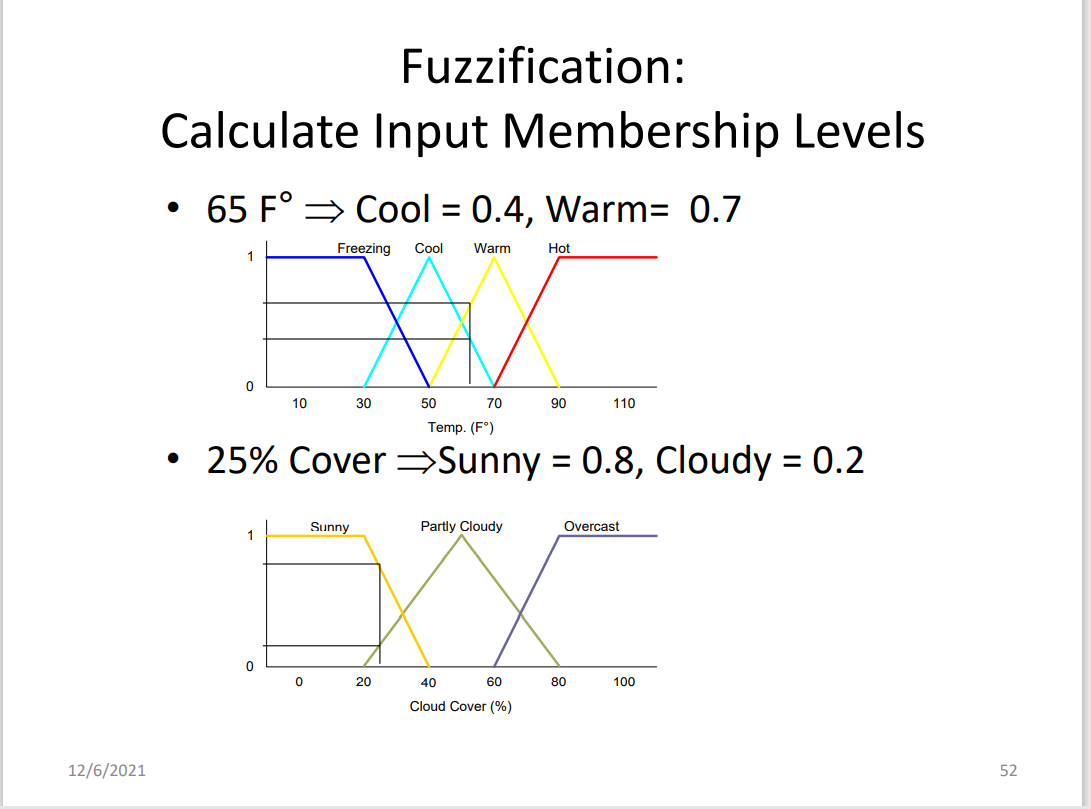 Fuzzification:
Calculate Input Membership Levels
• 65 F° ⇒ Cool = 0.4, Warm= 0.7
Freezing Cool Warm Hot
1
0
10 30 50 70 90 110
Temp. (F°)
• 25% Cover ⇒Sunny = 0.8, Cloudy = 0.2
Sunny Partly Cloudy Overcast
1
0
0 20 40 60 80 100
Cloud Cover (%)
12/6/2021 52